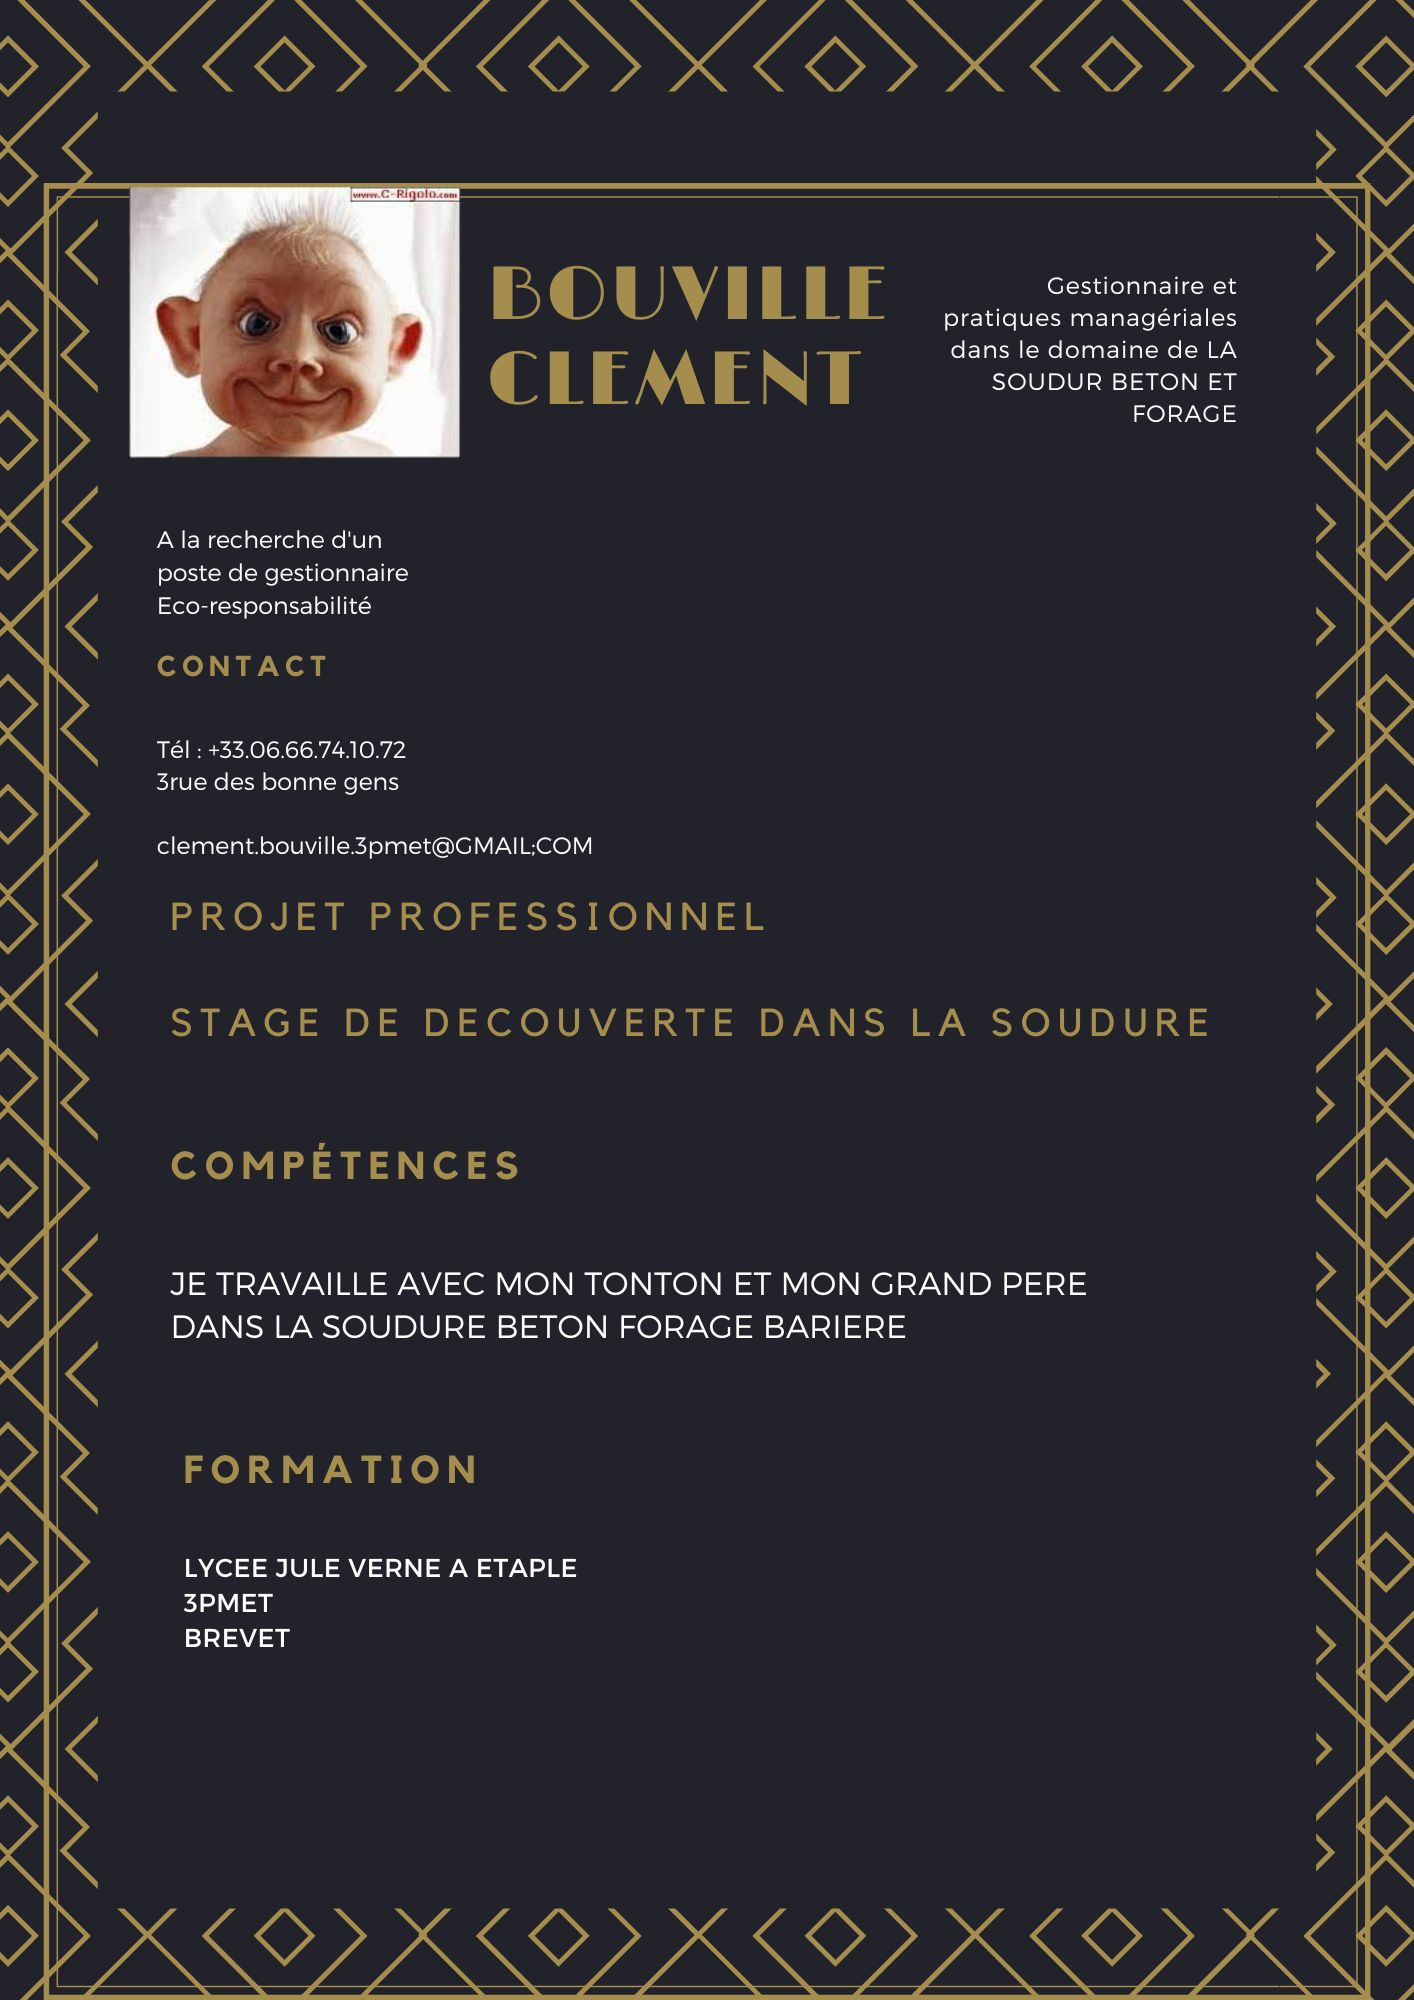 www.C-Rigolo.com
BOUVILLE
CLEMENT
Gestionnaire et
pratiques managériales
dans le domaine de LA
SOUDUR BETON ET
FORAGE
A la recherche d'un
poste de gestionnaire
Eco-responsabilité
CONTACT
Tél : +33.06.66.74.10.72
3rue des bonne gens
clement.bouville.3pmet@GMAIL;COM
PROJET PROFESSIONNEL
STAGE DE DECOUVERTE DANS LA SOUDURE
COMPÉTENCES
JE TRAVAILLE AVEC MON TONTON ET MON GRAND PERE
DANS LA SOUDURE BETON FORAGE BARIERE
FORMATION
LYCEE JULE VERNE A ETAPLE
3PMET
BREVET